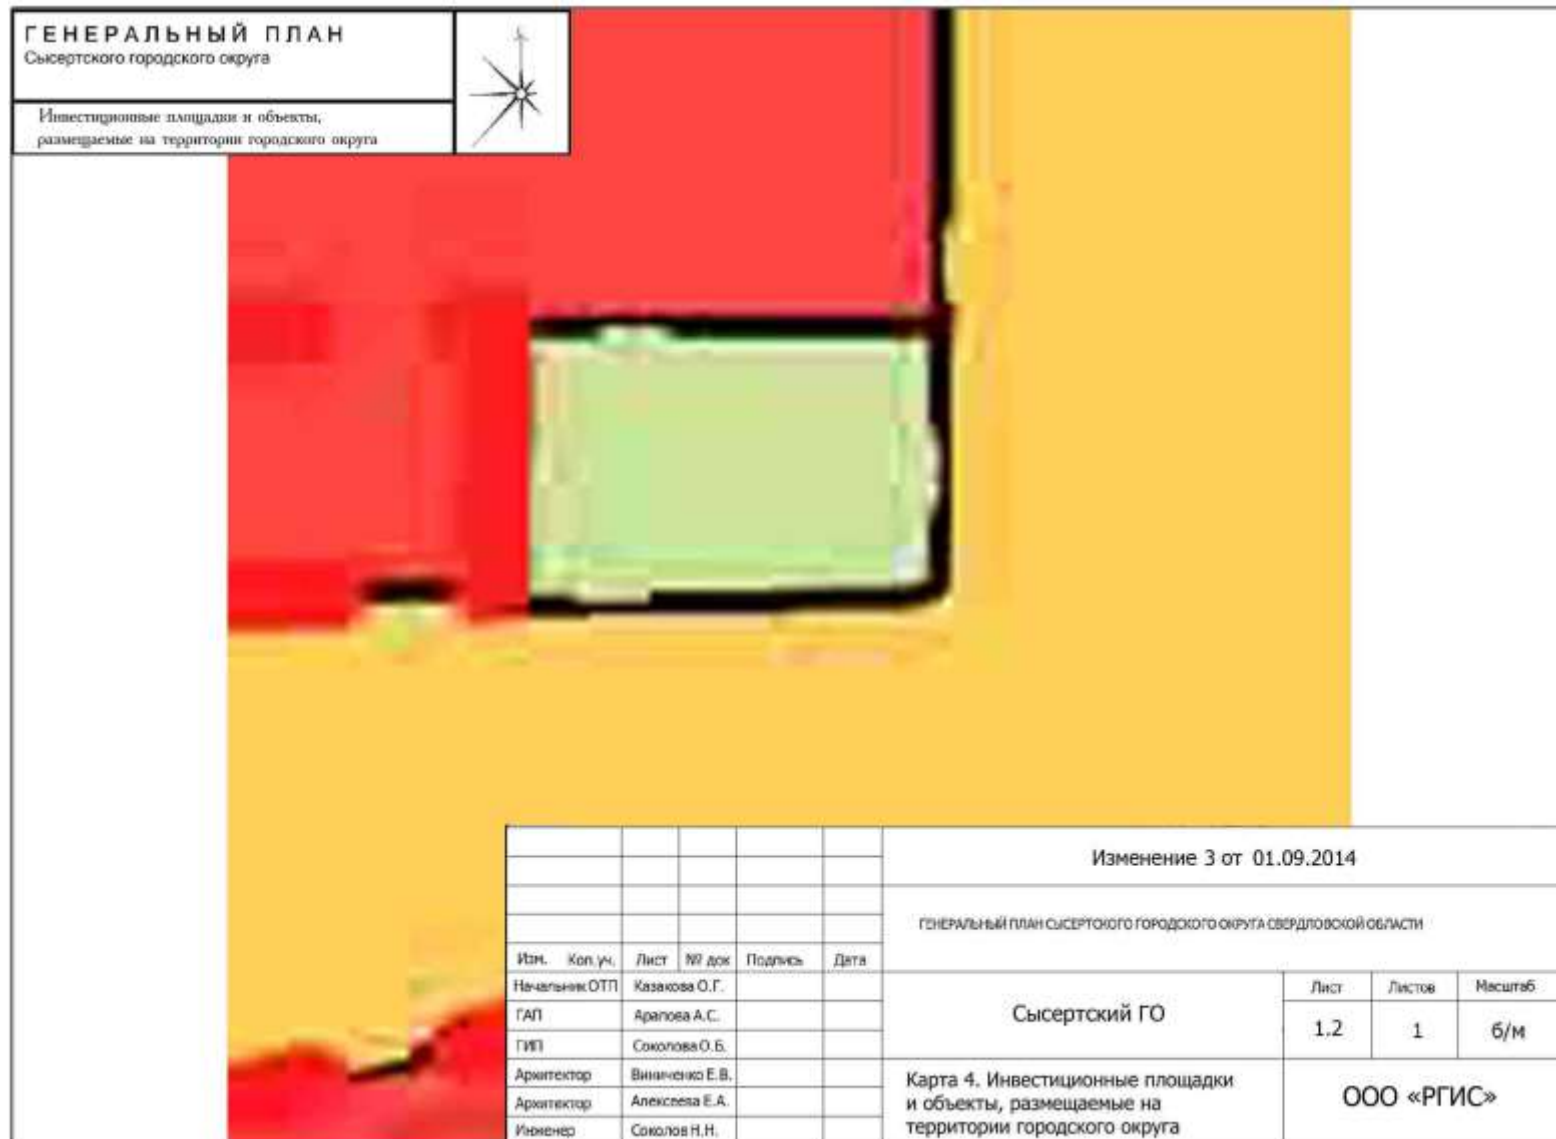 ГЕНЕРАЛЬНЫЙ ПЛАН
Сысертского городского округа
Инвестиционные площадки и объекты,
размещаемые на территории городского округа
Изменение 3 от 01.09.2014
ГЕНЕРАЛЬНЫЙ ПЛАН СЫСЕРТСКОГО ГОРОДСКОГО ОКРУГА СВЕРДЛОВСКОЙ ОБЛАСТИ
Изм. Кол.уч. Лист № док Подпись Дата
Начальник ОТП Казакова О.Г.
ГАП Арапова А.С.
ГИП Соколова О.Б.
Архитектор Виниченко Е.В.
Архитектор Алексеева Е.А.
Инженер Соколов Н.Н.
Сысертский ГО
Лист Листов Масштаб
1.2 1 б/м
Карта 4. Инвестиционные площадки
и объекты, размещаемые на
территории городского округа
ООО «РГИС»